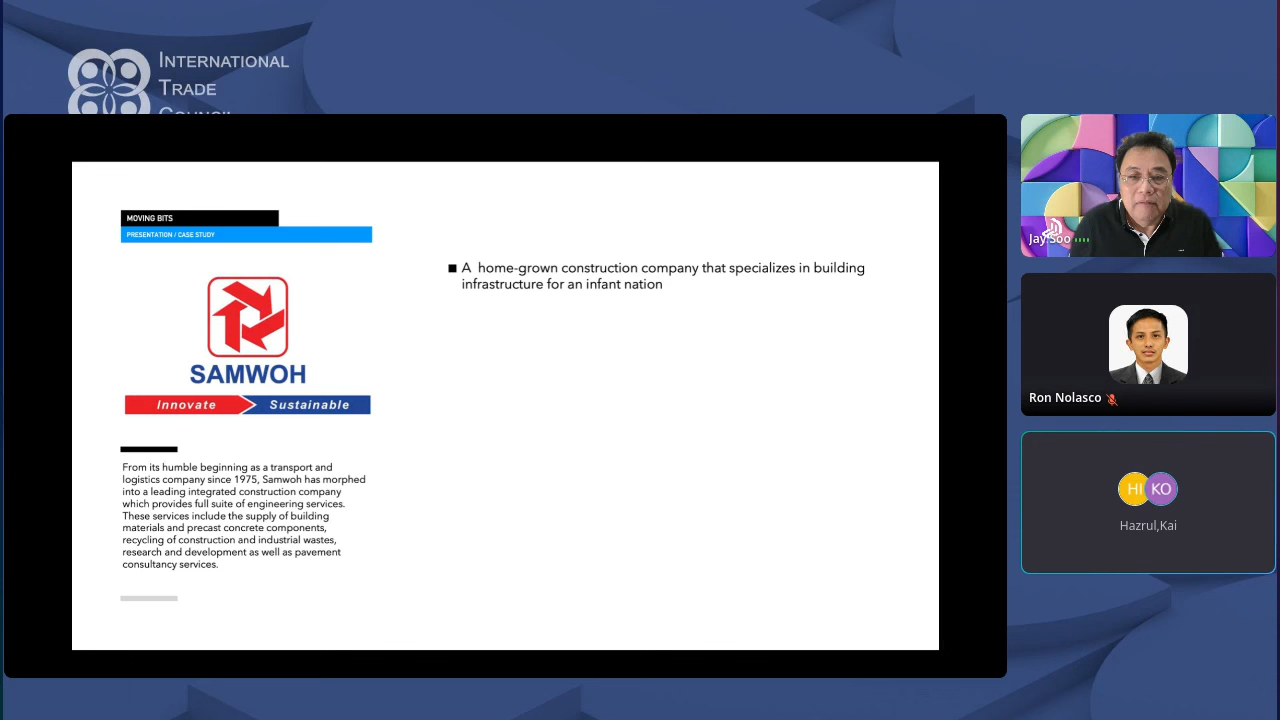 INTERNATIONAL
TRADE
COUNCIL
MOVING BITS
PRESENTATION / CASE STUDY
SAMWOH
Innovate Sustainable
From its humble beginning as a transport and
logistics company since 1975, Samwoh has morphed
into a leading integrated construction company
which provides full suite of engineering services.
These services include the supply of building
materials and precast concrete components,
recycling of construction and industrial wastes,
research and development as well as pavement
consultancy services.
■ A home-grown construction company that specializes in building
infrastructure for an infant nation
Jay Soo
Ron Nolasco
HI KO
Hazrul,Kai